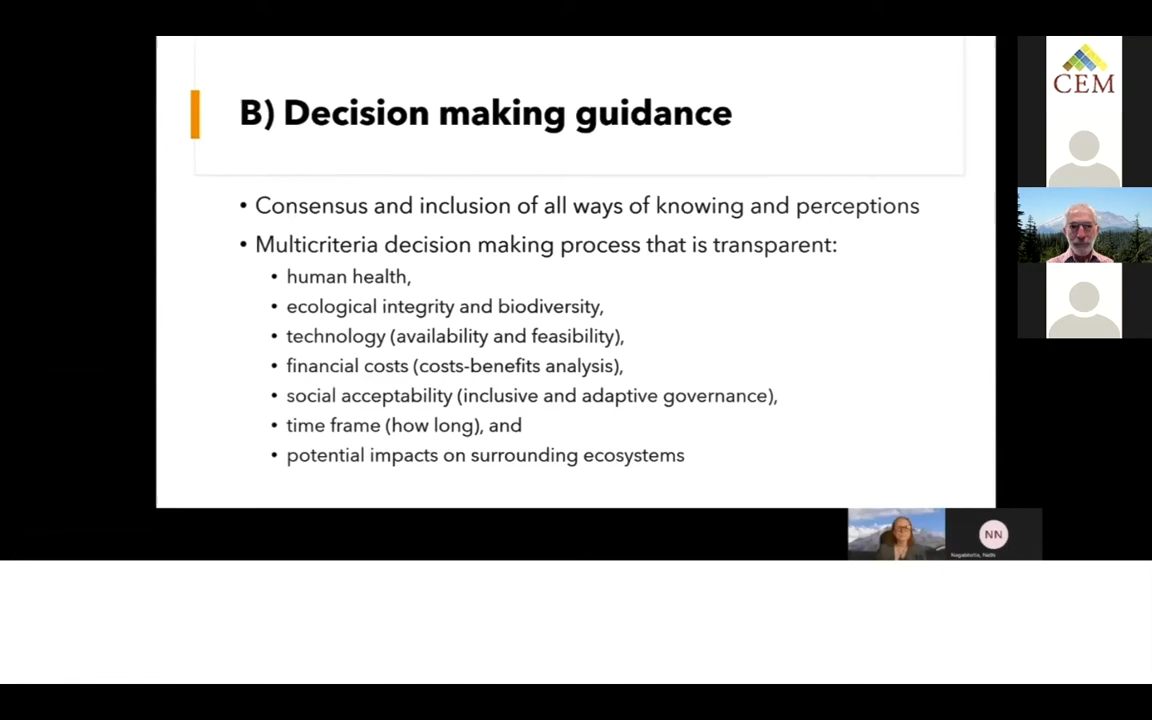 B) Decision making guidance
CEM
• Consensus and inclusion of all ways of knowing and perceptions
• Multicriteria decision making process that is transparent:
• human health,
• ecological integrity and biodiversity,
• technology (availability and feasibility),
• financial costs (costs-benefits analysis),
• social acceptability (inclusive and adaptive governance),
• time frame (how long), and
• potential impacts on surrounding ecosystems
NN